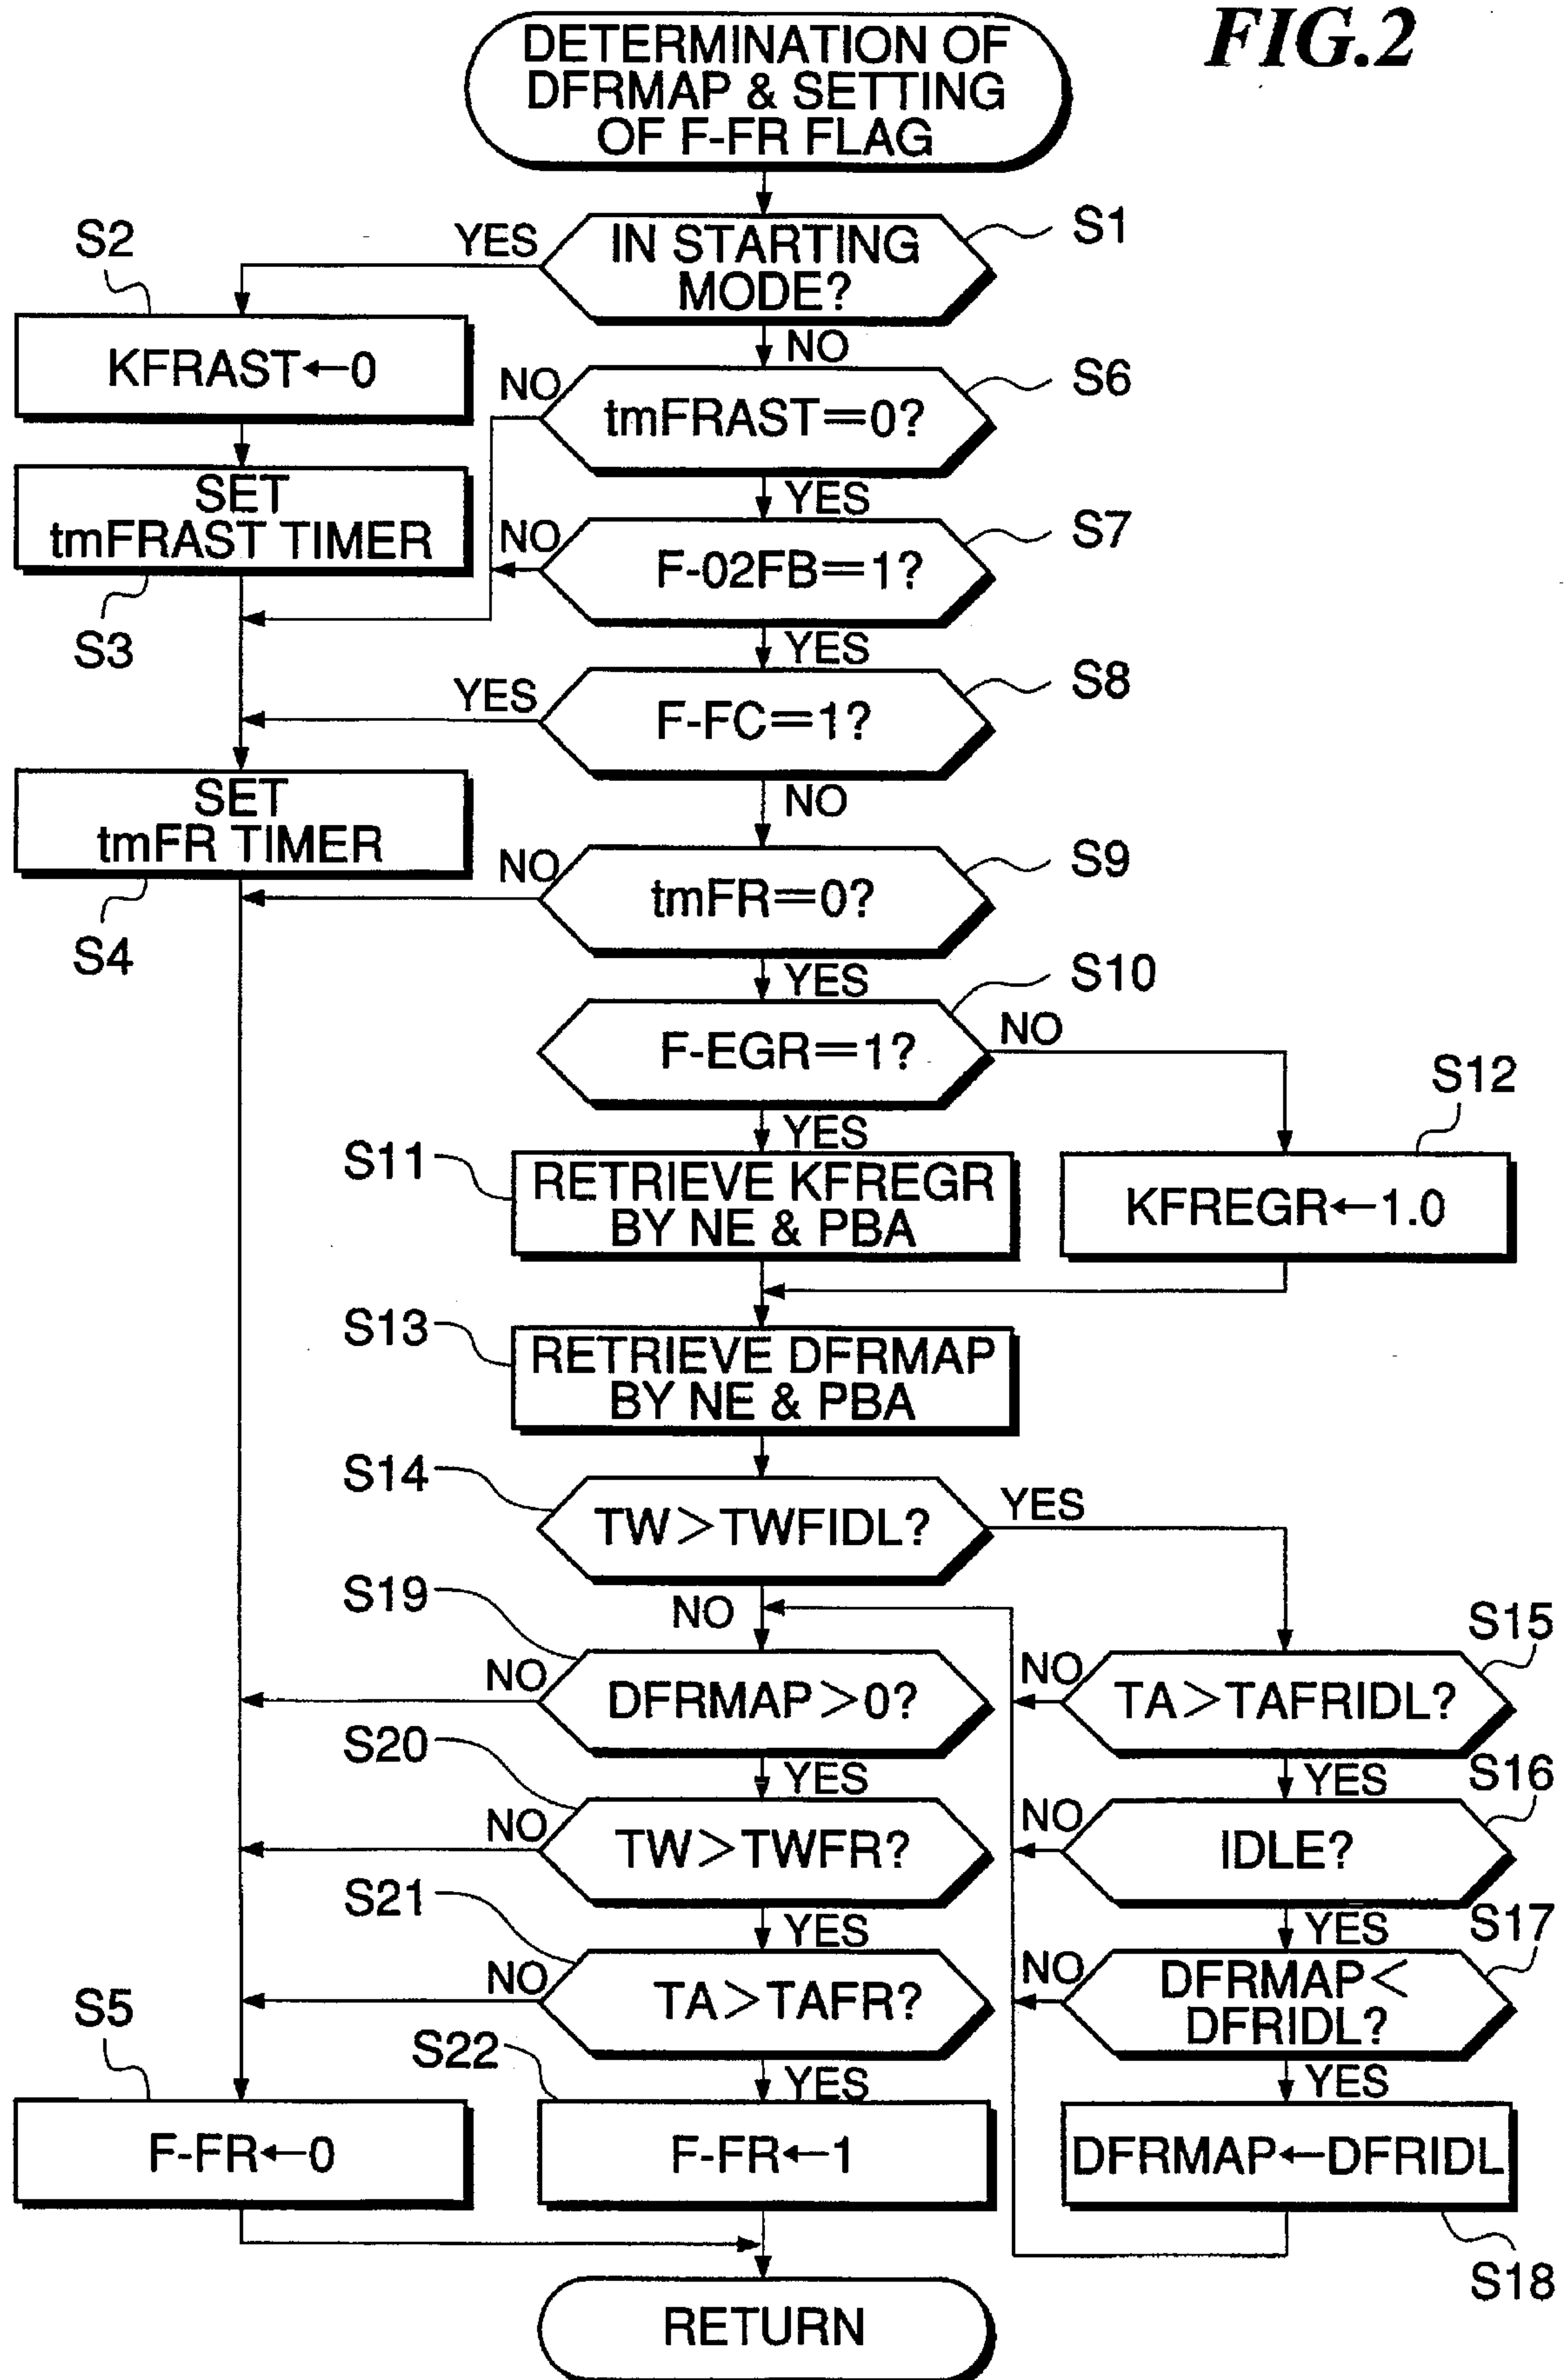 FIG.2
DETERMINATION OF
DFRMAP & SETTING
OF F-FR FLAG
S1
IN STARTING
MODE?
YES
NO
S2
KFRAST←0
S6
tmFRAST=0?
NO
YES
SET
tmFRAST TIMER
S3
S7
F-02FB=1?
NO
YES
S8
F-FC=1?
YES
NO
SET
tmFR TIMER
S4
S9
tmFR=0?
NO
YES
S10
F-EGR=1?
NO
YES
S11
RETRIEVE KFREGR
BY NE & PBA
S12
KFREGR←1.0
S13
RETRIEVE DFRMAP
BY NE & PBA
S14
TW>TWFIDL?
YES
NO
S19
DFRMAP>0?
NO
YES
S15
TA>TAFRIDL?
NO
YES
S20
TW>TWFR?
NO
YES
S16
IDLE?
NO
YES
S21
TA>TAFR?
NO
YES
S17
DFRMAP<
DFRIDL?
NO
YES
S5
F-FR←0
S22
F-FR←1
DFRMAP←DFRIDL
S18
RETURN